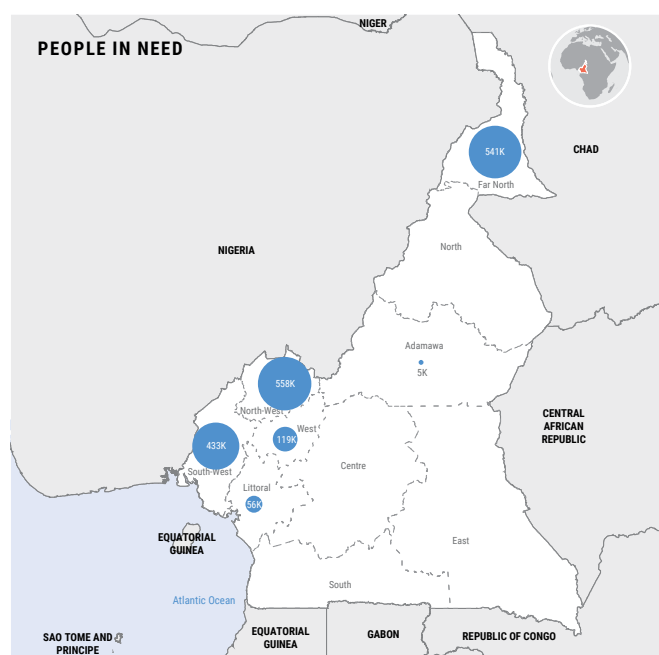 NIGER
PEOPLE IN NEED
541K
CHAD
Far North
North
NIGERIA
Adamawa
5K
558K
North-West
CENTRAL
AFRICAN
REPUBLIC
West
119K
433K
Centre
South-West
Littoral
56K
EQUATORIAL
GUINEA
East
South
Atlantic Ocean
SAO TOME AND
PRINCIPE
EQUATORIAL
GUINEA
GABON
REPUBLIC OF CONGO